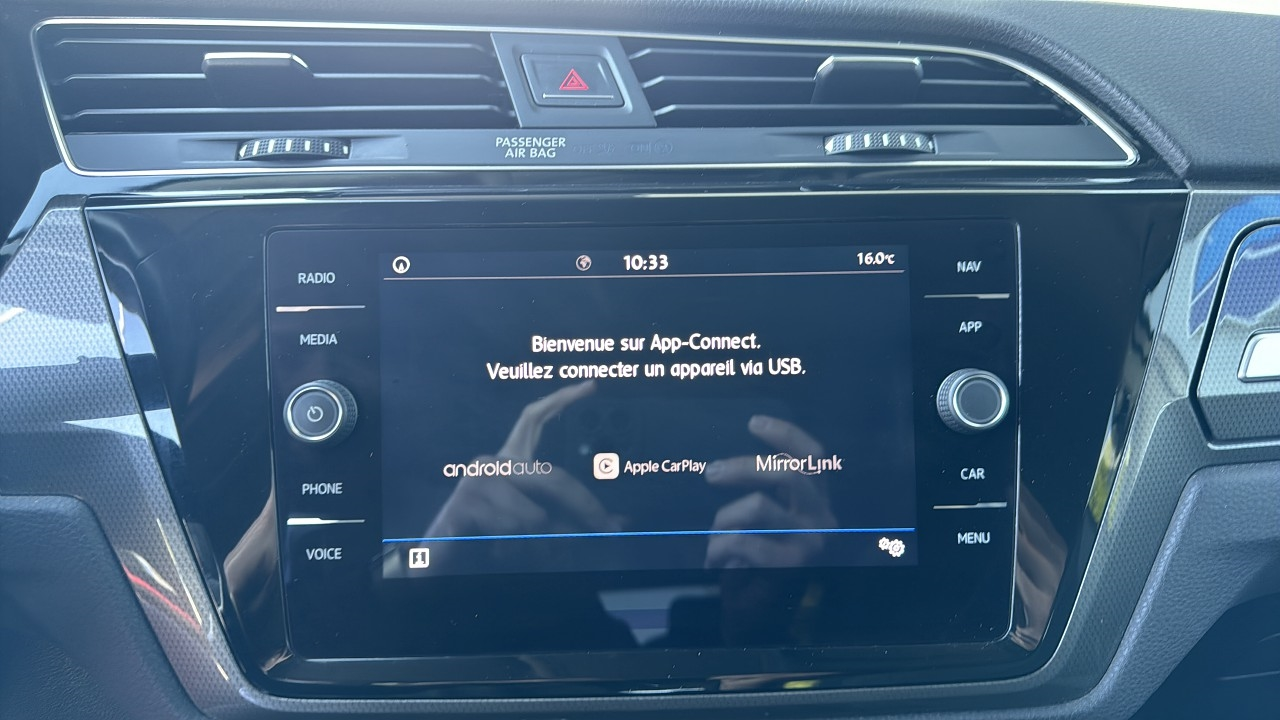 PASSENGER
AIR BAG
10:33
16.0°C
RADIO
MEDIA
PHONE
VOICE
Bienvenue sur App-Connect.
Veuillez connecter un appareil via USB.
androidauto
Apple CarPlay
MirrorLink
NAV
APP
CAR
MENU